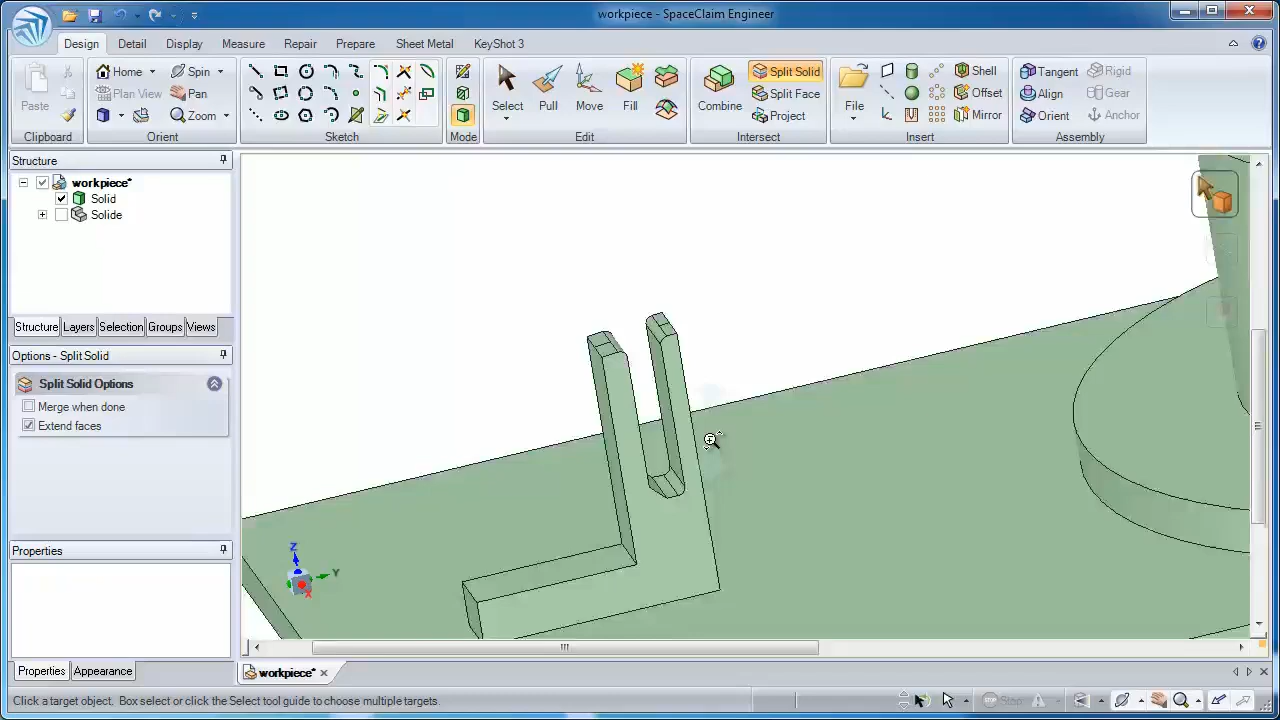 workpiece - SpaceClaim Engineer
Design Detail Display Measure Repair Prepare Sheet Metal KeyShot 3
Home Spin Split Solid Shell Tangent Rigid
Plan View Pan Split Face Offset Align Gear
Paste Zoom Select Pull Move Fill Combine Project File Mirror Orient Anchor
Clipboard Orient Sketch Mode Edit Intersect Insert Assembly
Structure
workpiece*
Solid
Solide
Structure Layers Selection Groups Views
Options - Split Solid
Split Solid Options
Merge when done
Extend faces
Properties
Z
Y
X
Properties Appearance
workpiece*
Click a target object. Box select or click the Select tool guide to choose multiple targets.
Stop